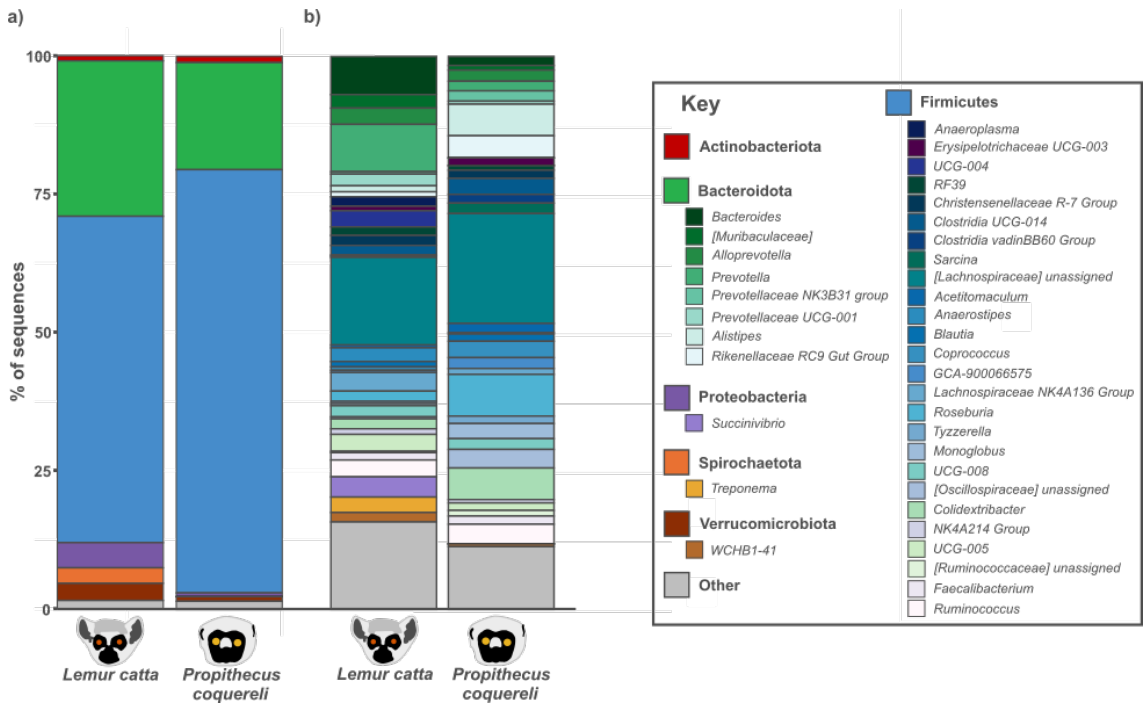 a)
b)
100
75
50
25
0
% of sequences
Lemur catta
Propithecus
coquereli
Lemur catta
Propithecus
coquereli
Key
Actinobacteriota
Bacteroidota
Bacteroides
[Muribaculaceae]
Alloprevotella
Prevotella
Prevotellaceae NK3B31 group
Prevotellaceae UCG-001
Alistipes
Rikenellaceae RC9 Gut Group
Proteobacteria
Succinivibrio
Spirochaetota
Treponema
Verrucomicrobiota
WCHB1-41
Other
Firmicutes
Anaeroplasma
Erysipelotrichaceae UCG-003
UCG-004
RF39
Christensenellaceae R-7 Group
Clostridia UCG-014
Clostridia vadinBB60 Group
Sarcina
[Lachnospiraceae] unassigned
Acetitomaculum
Anaerostipes
Blautia
Coprococcus
GCA-900066575
Lachnospiraceae NK4A136 Group
Roseburia
Tyzzerella
Monoglobus
UCG-008
[Oscillospiraceae] unassigned
Colidextribacter
NK4A214 Group
UCG-005
[Ruminococcaceae] unassigned
Faecalibacterium
Ruminococcus